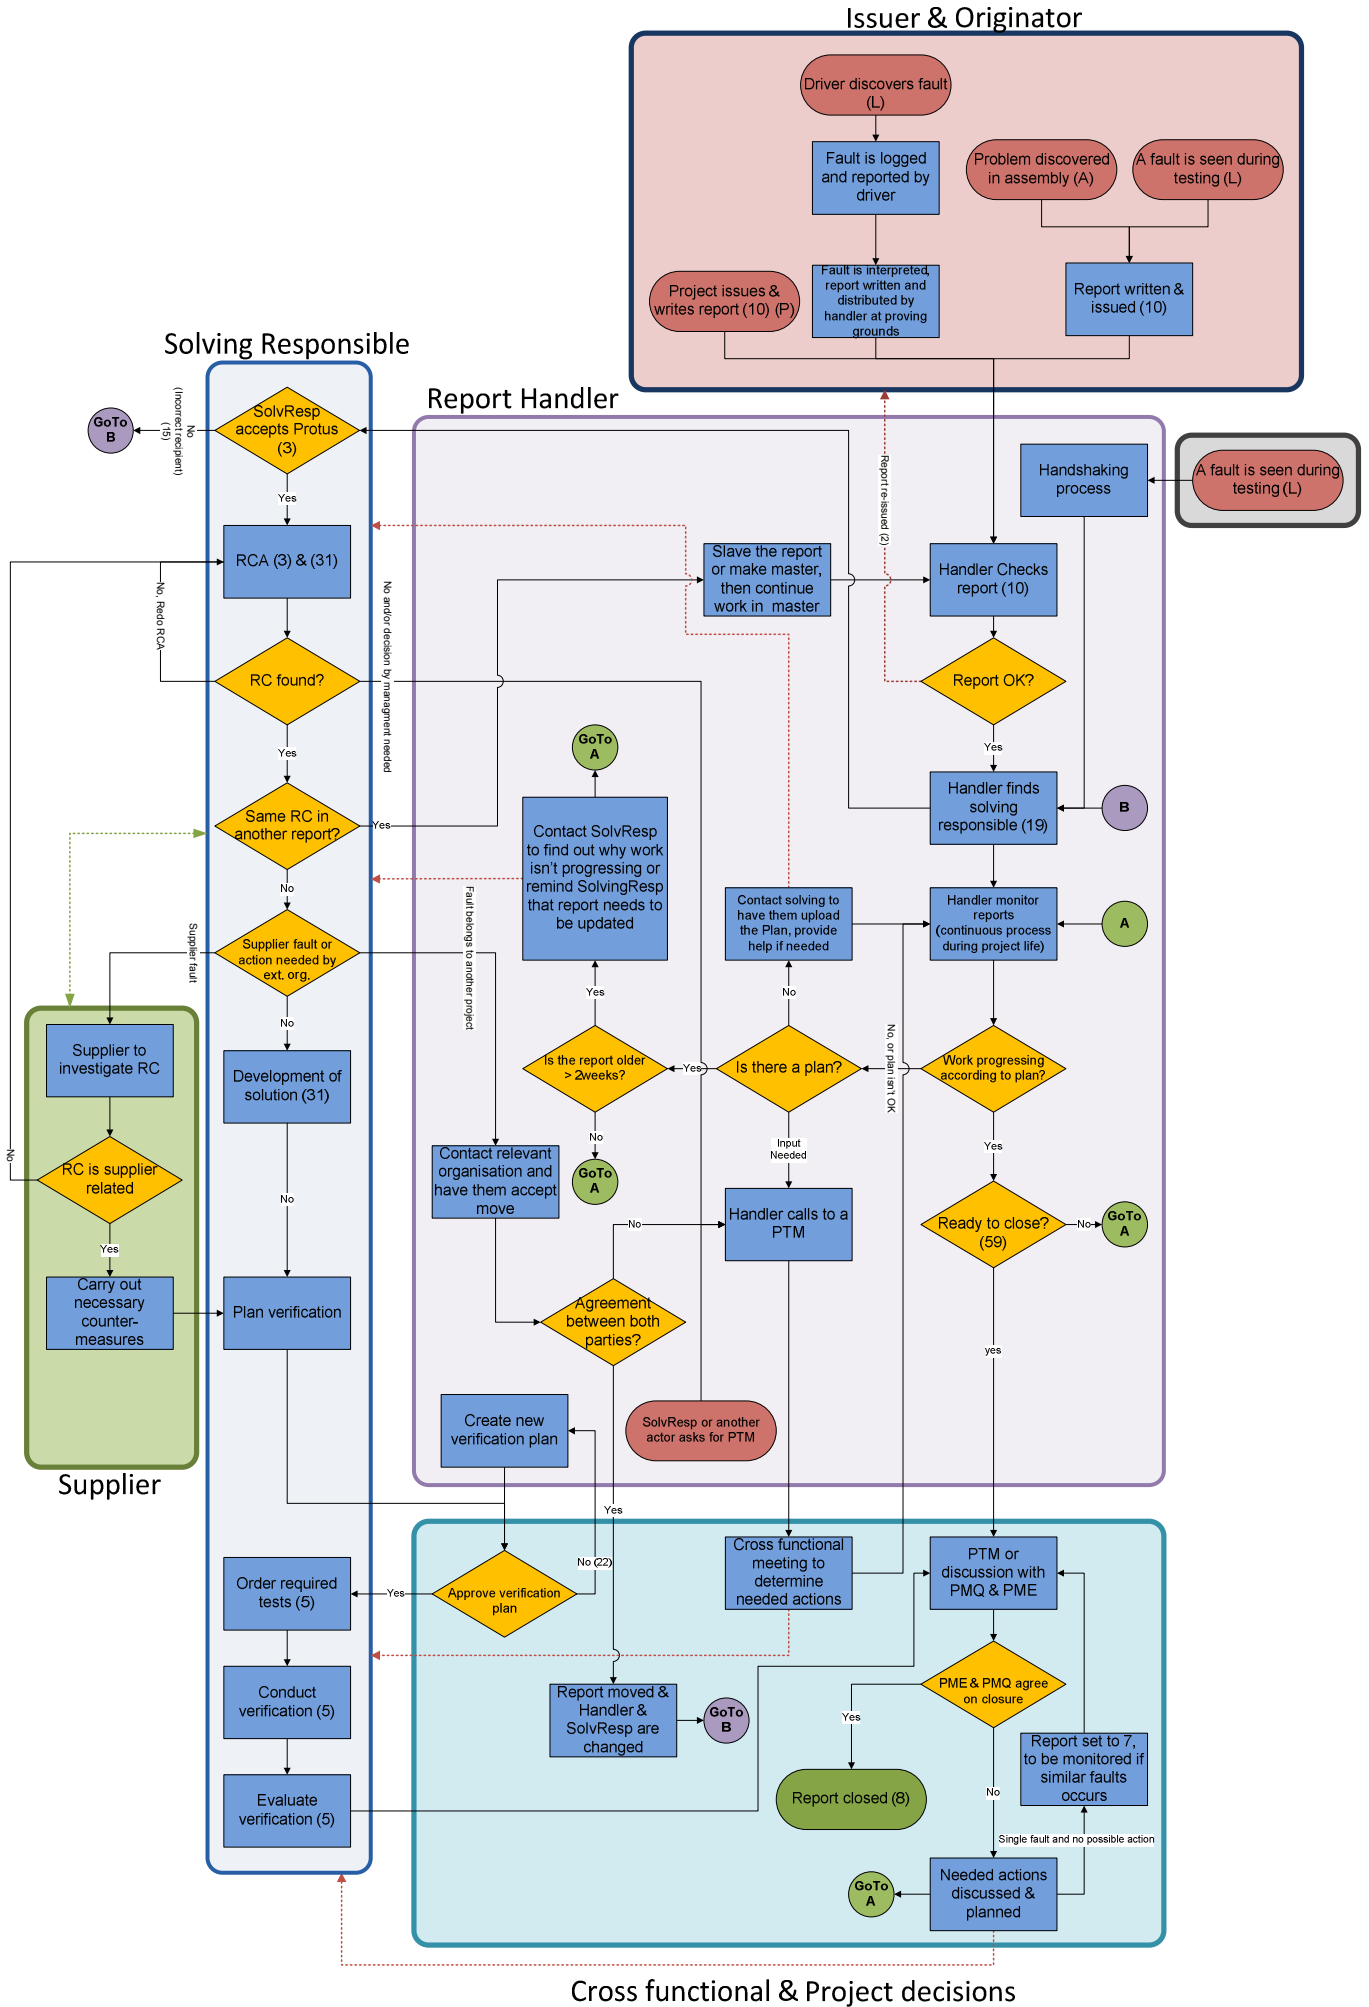 Issuer & Originator
Driver discovers fault
(L)
Fault is logged
and reported by
driver
Problem discovered
in assembly (A)
A fault is seen during
testing (L)
Project issues &
writes report (10) (P)
Fault is interpreted,
report written and
distributed by
handler at proving
grounds
Report written &
issued (10)
Solving Responsible
Report Handler
GoTo
B
No
(Incorrect recipient)
(15)
SolvResp
accepts Protus
(3)
Yes
Report re-issued (2)
Handshaking
process
A fault is seen during
testing (L)
RCA (3) & (31)
No, Redo RCA
No and/or decision by managment needed
Slave the report
or make master,
then continue
work in master
Handler Checks
report (10)
RC found?
Report OK?
Yes
Yes
GoTo
A
Same RC in
another report?
Yes
Handler finds
solving
responsible (19)
B
No
Contact SolvResp
to find out why work
isn't progressing or
remind SolvingResp
that report needs to
be updated
Contact solving to
have them upload
the Plan, provide
help if needed
Handler monitor
reports
(continuous process
during project life)
A
Supplier fault
Supplier fault or
action needed by
ext. org.
Fault belongs to another project
No
Yes
No
No, or plan isn't OK
Supplier to
investigate RC
Development of
solution (31)
Is the report older
> 2weeks?
Yes
Is there a plan?
Work progressing
according to plan?
No
Input
Needed
Yes
No
RC is supplier
related
No
Contact relevant
organisation and
have them accept
move
GoTo
A
Handler calls to a
PTM
Ready to close?
(59)
No
GoTo
A
Yes
No
Carry out
necessary
counter-
measures
Plan verification
Agreement
between both
parties?
yes
Create new
verification plan
SolvResp or another
actor asks for PTM
Supplier
Yes
No (22)
Order required
tests (5)
Yes
Approve verification
plan
Cross functional
meeting to
determine
needed actions
PTM or
discussion with
PMQ & PME
Conduct
verification (5)
Report moved &
Handler &
SolvResp are
changed
GoTo
B
PME & PMQ agree
on closure
Yes
Report set to 7,
to be monitored if
similar faults
occurs
Evaluate
verification (5)
Report closed (8)
No
Single fault and no possible action
GoTo
A
Needed actions
discussed &
planned
Cross functional & Project decisions